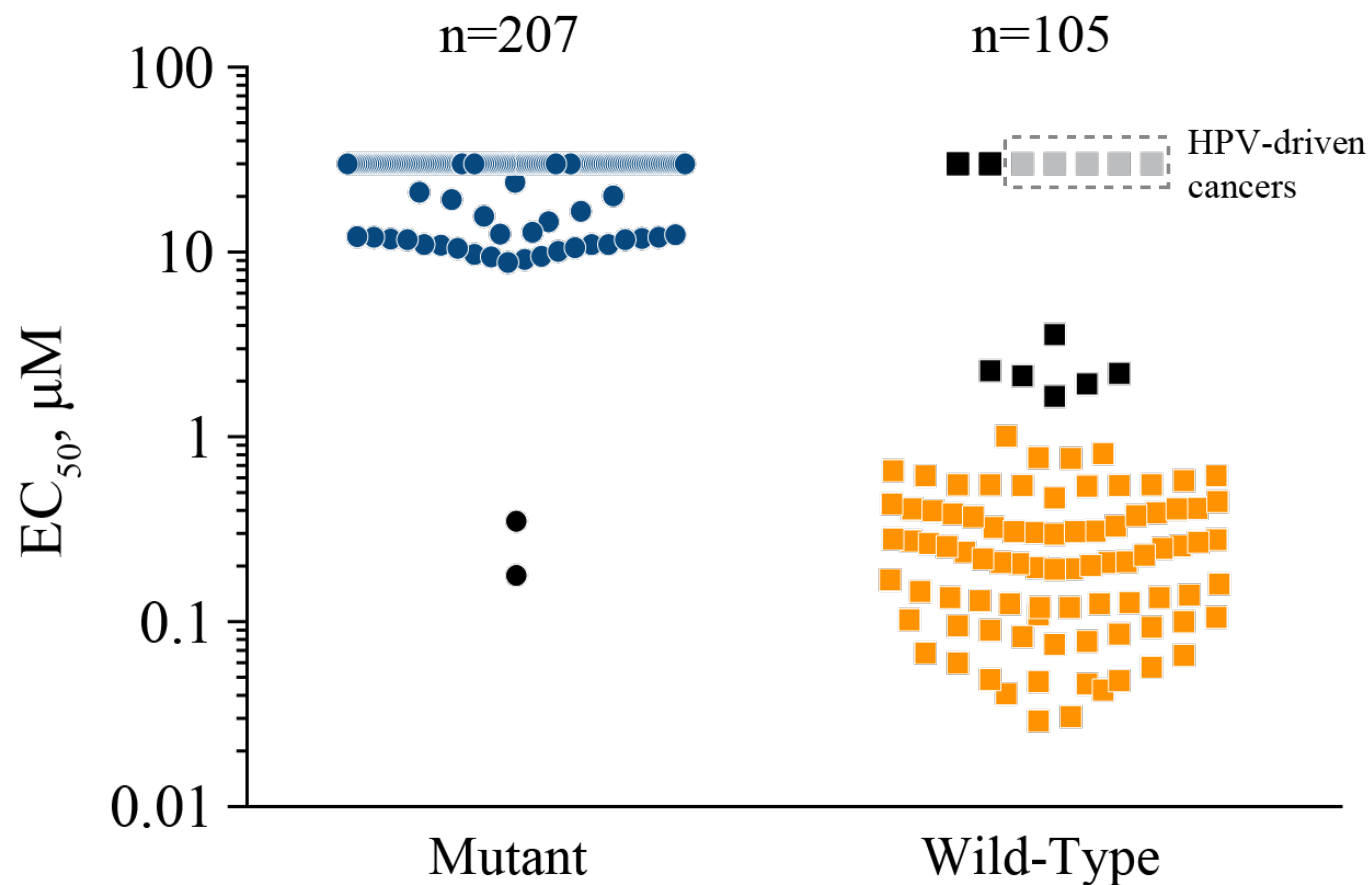 n=207
n=105
100
10
1
0.1
0.01
EC₅₀, μM
HPV-driven
cancers
Mutant
Wild-Type